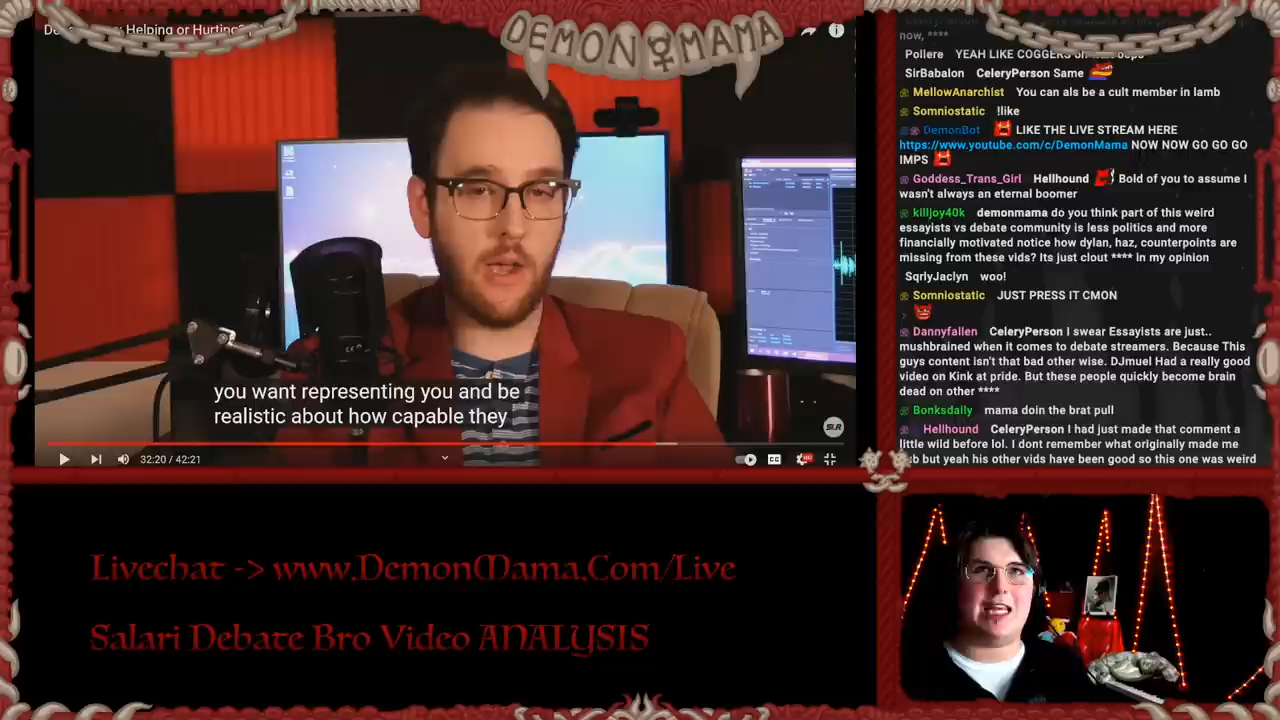 Helping or Hurting?
DEMON MAMA
you want representing you and be
realistic about how capable they
32:20 / 42:21
now, ****
Pollere YEAH LIKE COGGERS
SirBabalon CeleryPerson Same
MellowAnarchist You can als be a cult member in lamb
Somniostatic !like
DemonBot LIKE THE LIVE STREAM HERE
https://www.youtube.com/c/DemonMama NOW NOW GO GO GO
IMPS
Goddess_Trans_Girl Hellhound Bold of you to assume I
wasn't always an eternal boomer
killjoy40k demonmama do you think part of this
essayists vs debate community is less politics and more
financially motivated? Like how dylan, haz, counterpoints are
missing from these vids? Its just clout **** in my opinion
SqrlyJaclyn woo!
Somniostatic JUST PRESS IT CMON
Dannyfallen CeleryPerson I swear Essayists are just..
mushbrained when it comes to debate streamers. Because This
guys content isn't that bad other wise. DJmuel Had a really good
video on Kink at pride. But these people quickly become brain
dead on other ****
Bonksdally mama doin the brat pull
Hellhound CeleryPerson I had just made that comment a
little wild before lol. I dont remember what originally made me
sub but yeah his other vids have been good so this one was weird
Livechat -> www.DemonMama.Com/Live
Salari Debate Bro Video ANALYSIS